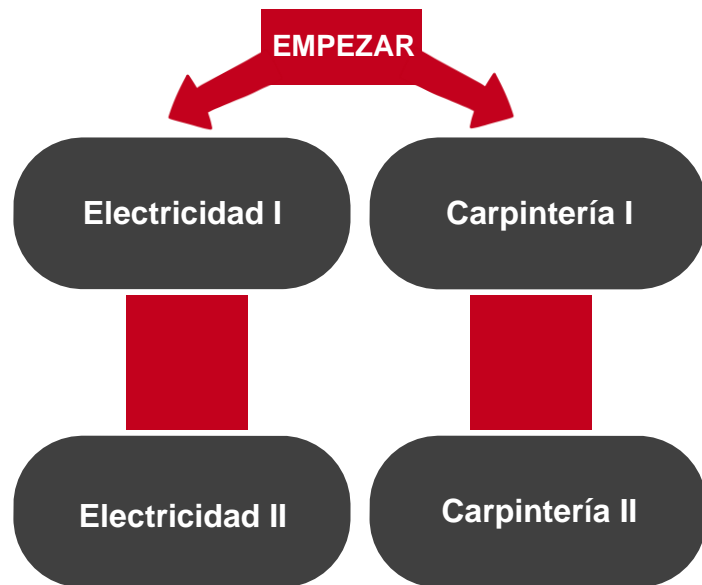 EMPEZAR
Electricidad I
Carpintería I
Electricidad II
Carpintería II